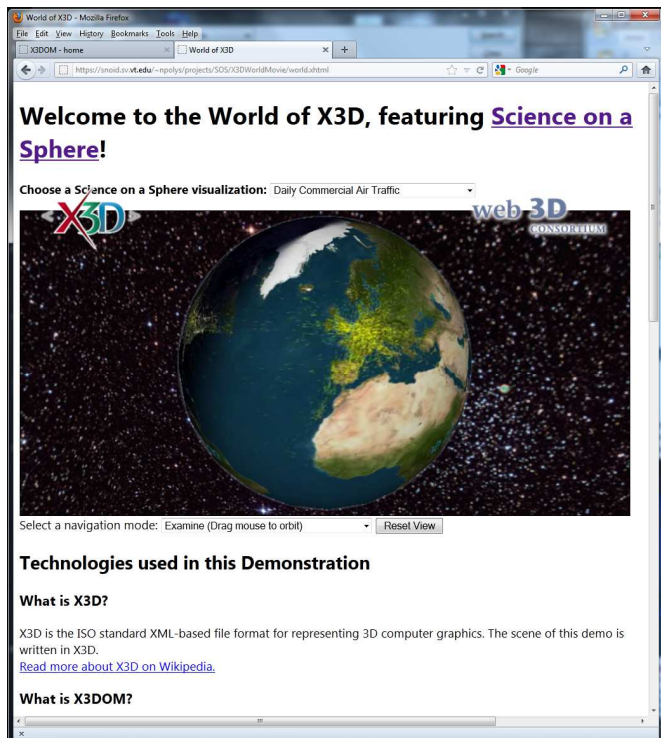 World of X3D - Mozilla Firefox
File Edit View History Bookmarks Tools Help
X3DOM - home × World of X3D × +
https://snoid.sv.vt.edu/~npolys/projects/SOS/X3DWorldMovie/world.xhtml Google
Welcome to the World of X3D, featuring Science on a
Sphere!
Choose a Science on a Sphere visualization: Daily Commercial Air Traffic
<X3D> web 3D
CONSORTIUM
Select a navigation mode: Examine (Drag mouse to orbit) Reset View
Technologies used in this Demonstration
What is X3D?
X3D is the ISO standard XML-based file format for representing 3D computer graphics. The scene of this demo is
written in X3D.
Read more about X3D on Wikipedia.
What is X3DOM?
×